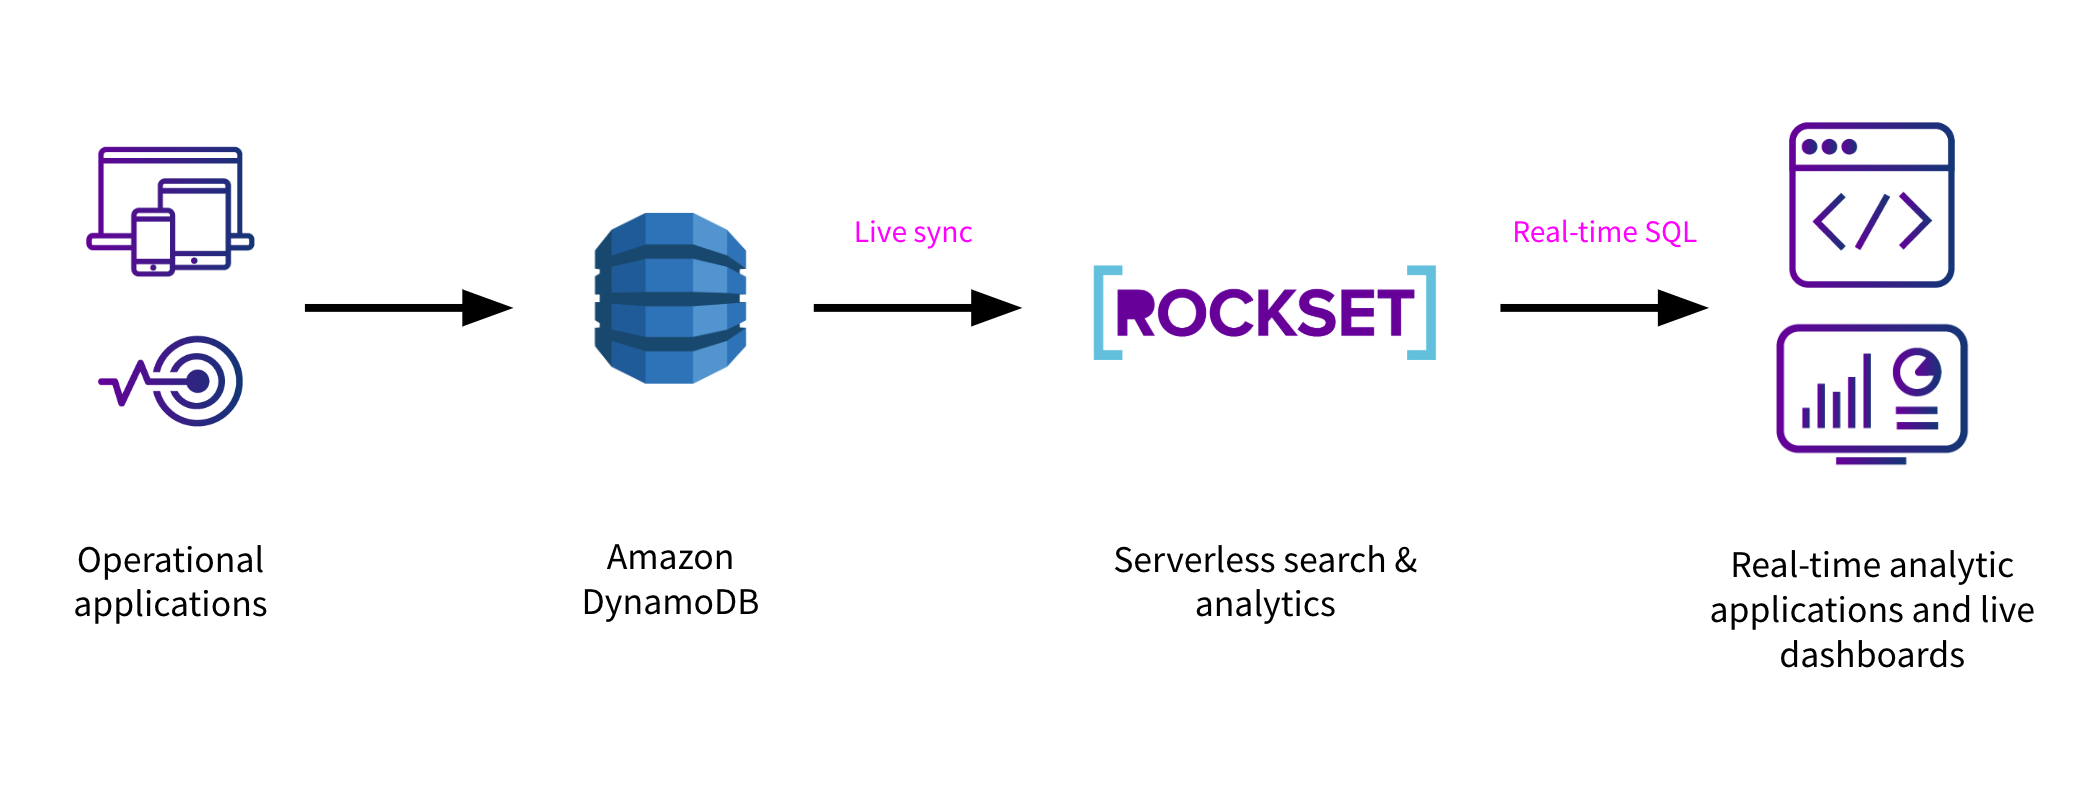 Live sync
Real-time SQL
ROCKSET
Operational
applications
Amazon
DynamoDB
Serverless search &
analytics
Real-time analytic
applications and live
dashboards